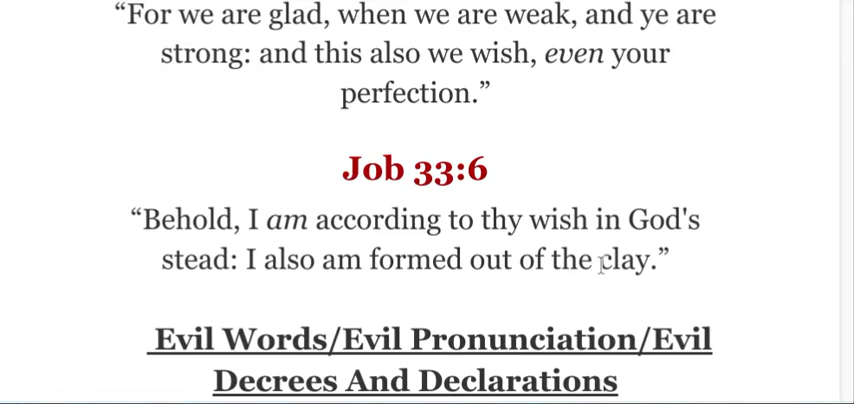 “For we are glad, when we are weak, and ye are
strong: and this also we wish, even your
perfection.”
Job 33:6
“Behold, I am according to thy wish in God's
stead: I also am formed out of the clay.”
Evil Words/Evil Pronunciation/Evil
Decrees And Declarations